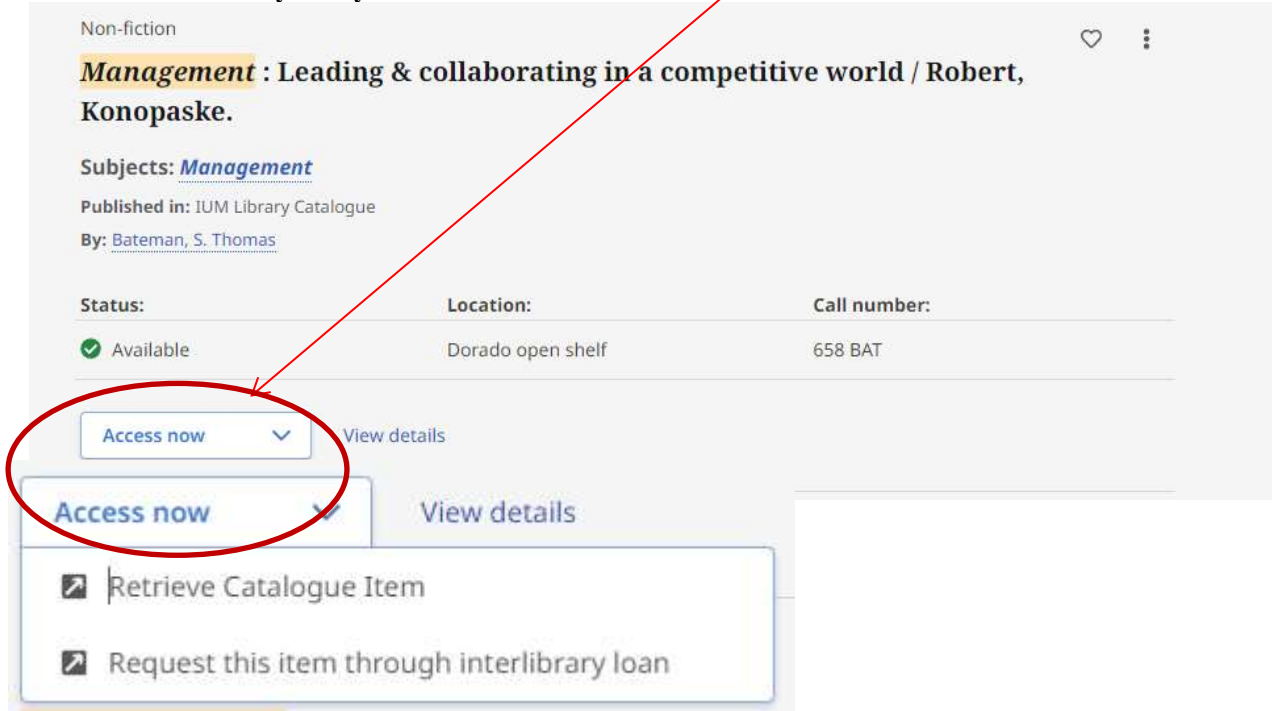 Non-fiction
Management : Leading & collaborating in a competitive world / Robert,
Konopaske.
Subjects: Management
Published in: IUM Library Catalogue
By: Bateman, S. Thomas
Status: Location: Call number:
Available Dorado open shelf 658 BAT
Access now View details
Access now View details
Retrieve Catalogue Item
Request this item through interlibrary loan